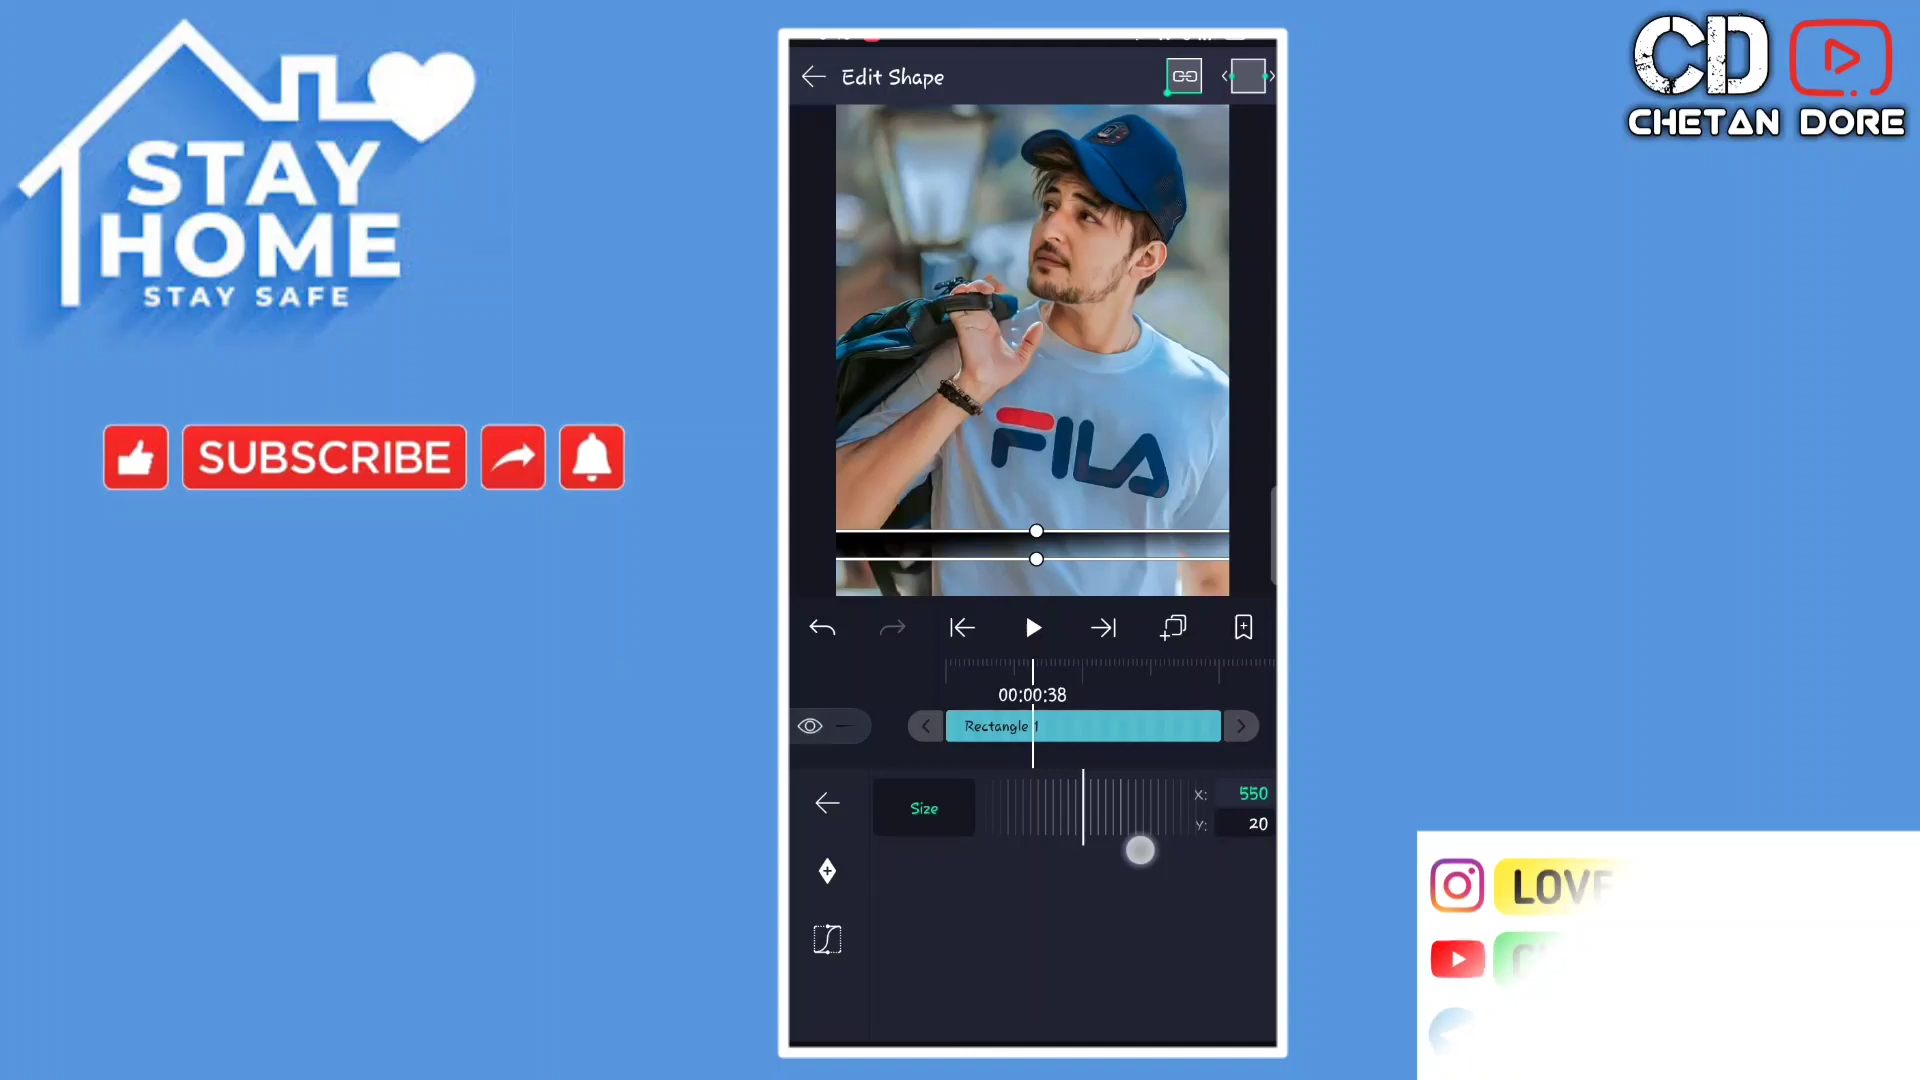 STAY
HOME
STAY SAFE
SUBSCRIBE
Edit Shape
FILA
00:00:38
Rectangle 1
Size
X: 550
Y: 20
CD
CHETAN DORE
LOVE